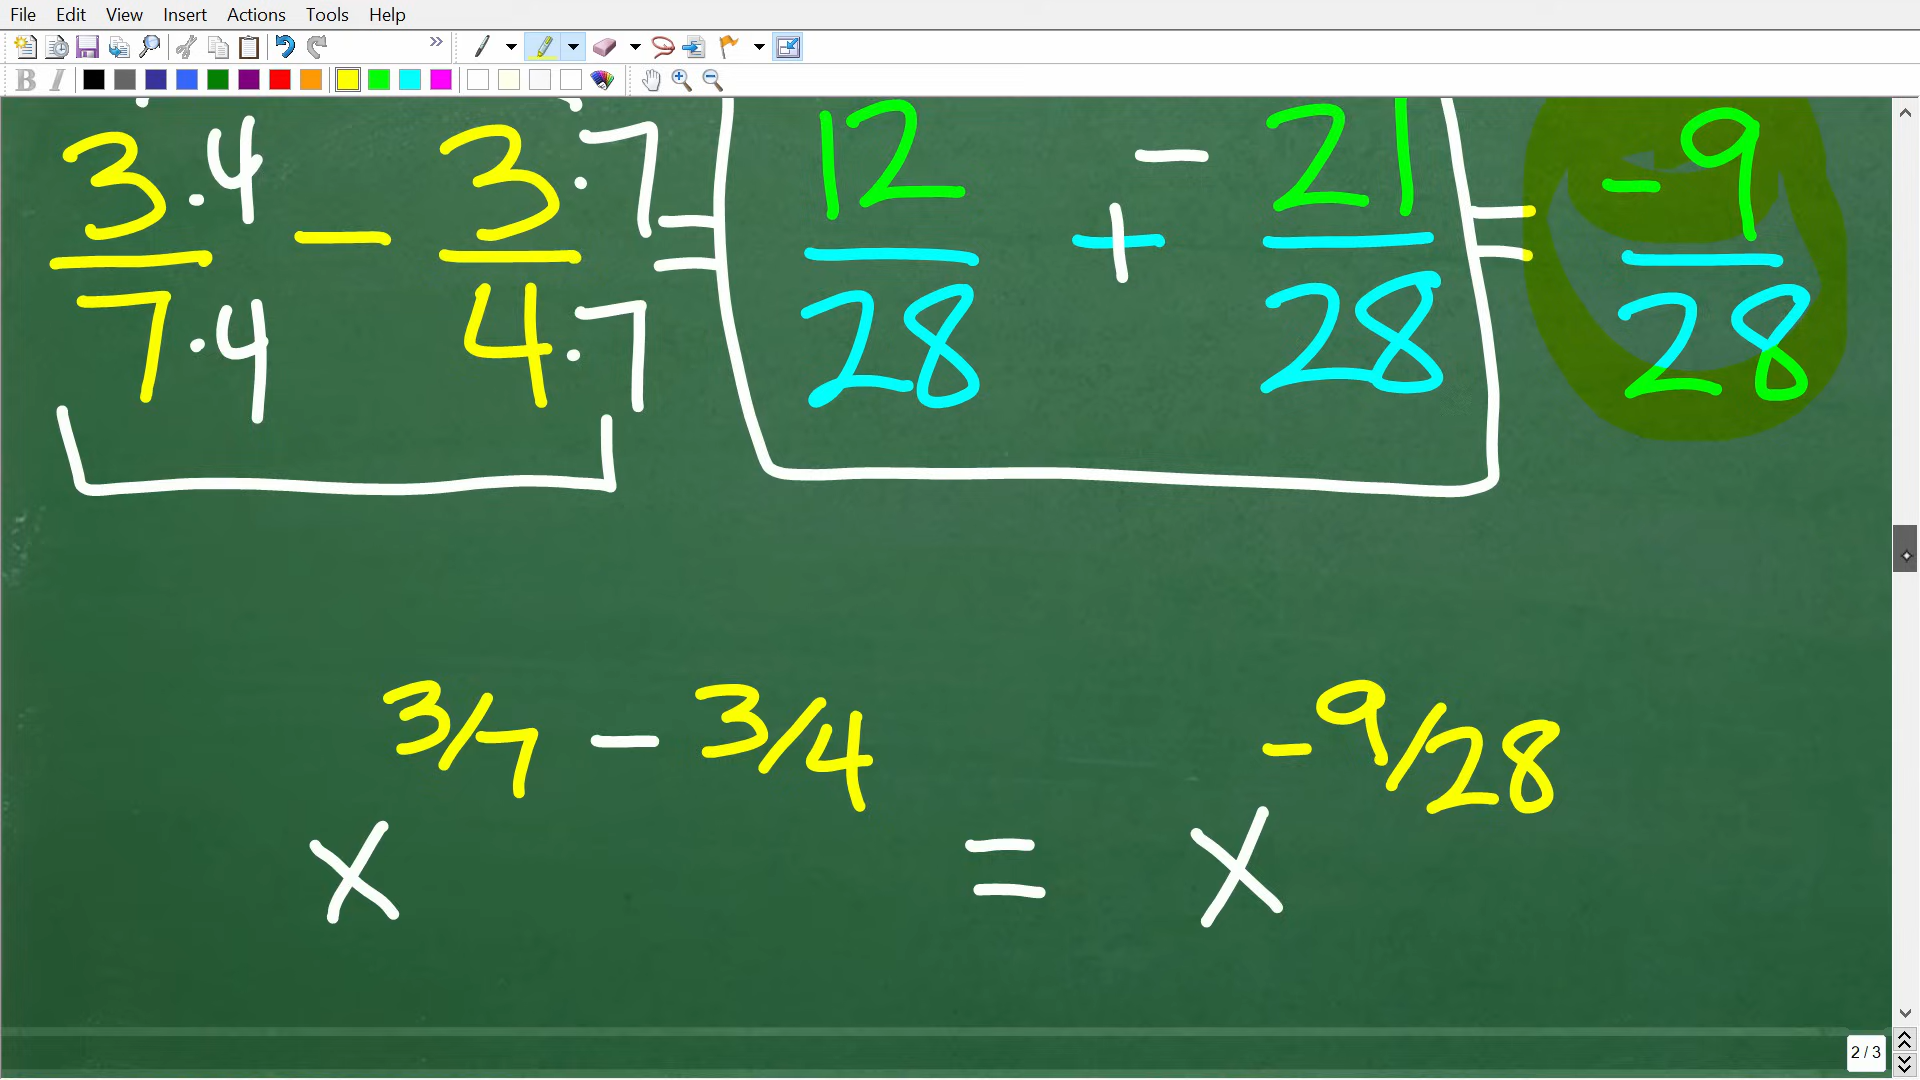 File Edit View Insert Actions Tools Help
B I
3 · 4 / 7 · 4 − 3 · 7 / 4 · 7 = 12/28 + −21/28 = −9/28
x^3/7 − 3/4 = x^−9/28
2 / 3